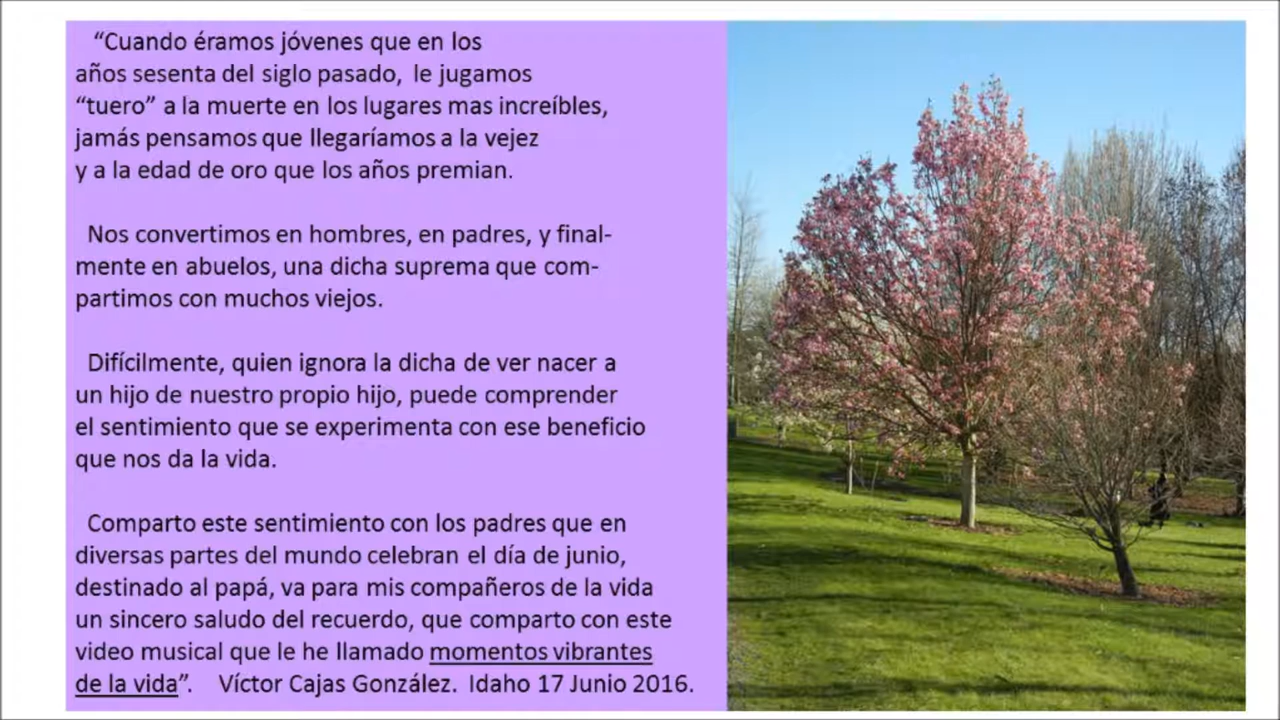 “Cuando éramos jóvenes que en los
años sesenta del siglo pasado, le jugamos
“tuero” a la muerte en los lugares mas increíbles,
jamás pensamos que llegaríamos a la vejez
y a la edad de oro que los años premian.
Nos convertimos en hombres, en padres, y final-
mente en abuelos, una dicha suprema que com-
partimos con muchos viejos.
Difícilmente, quien ignora la dicha de ver nacer a
un hijo de nuestro propio hijo, puede comprender
el sentimiento que se experimenta con ese beneficio
que nos da la vida.
Comparto este sentimiento con los padres que en
diversas partes del mundo celebran el día de junio,
destinado al papá, va para mis compañeros de la vida
un sincero saludo del recuerdo, que comparto con este
video musical que le he llamado momentos vibrantes
de la vida”. Víctor Cajas González. Idaho 17 Junio 2016.